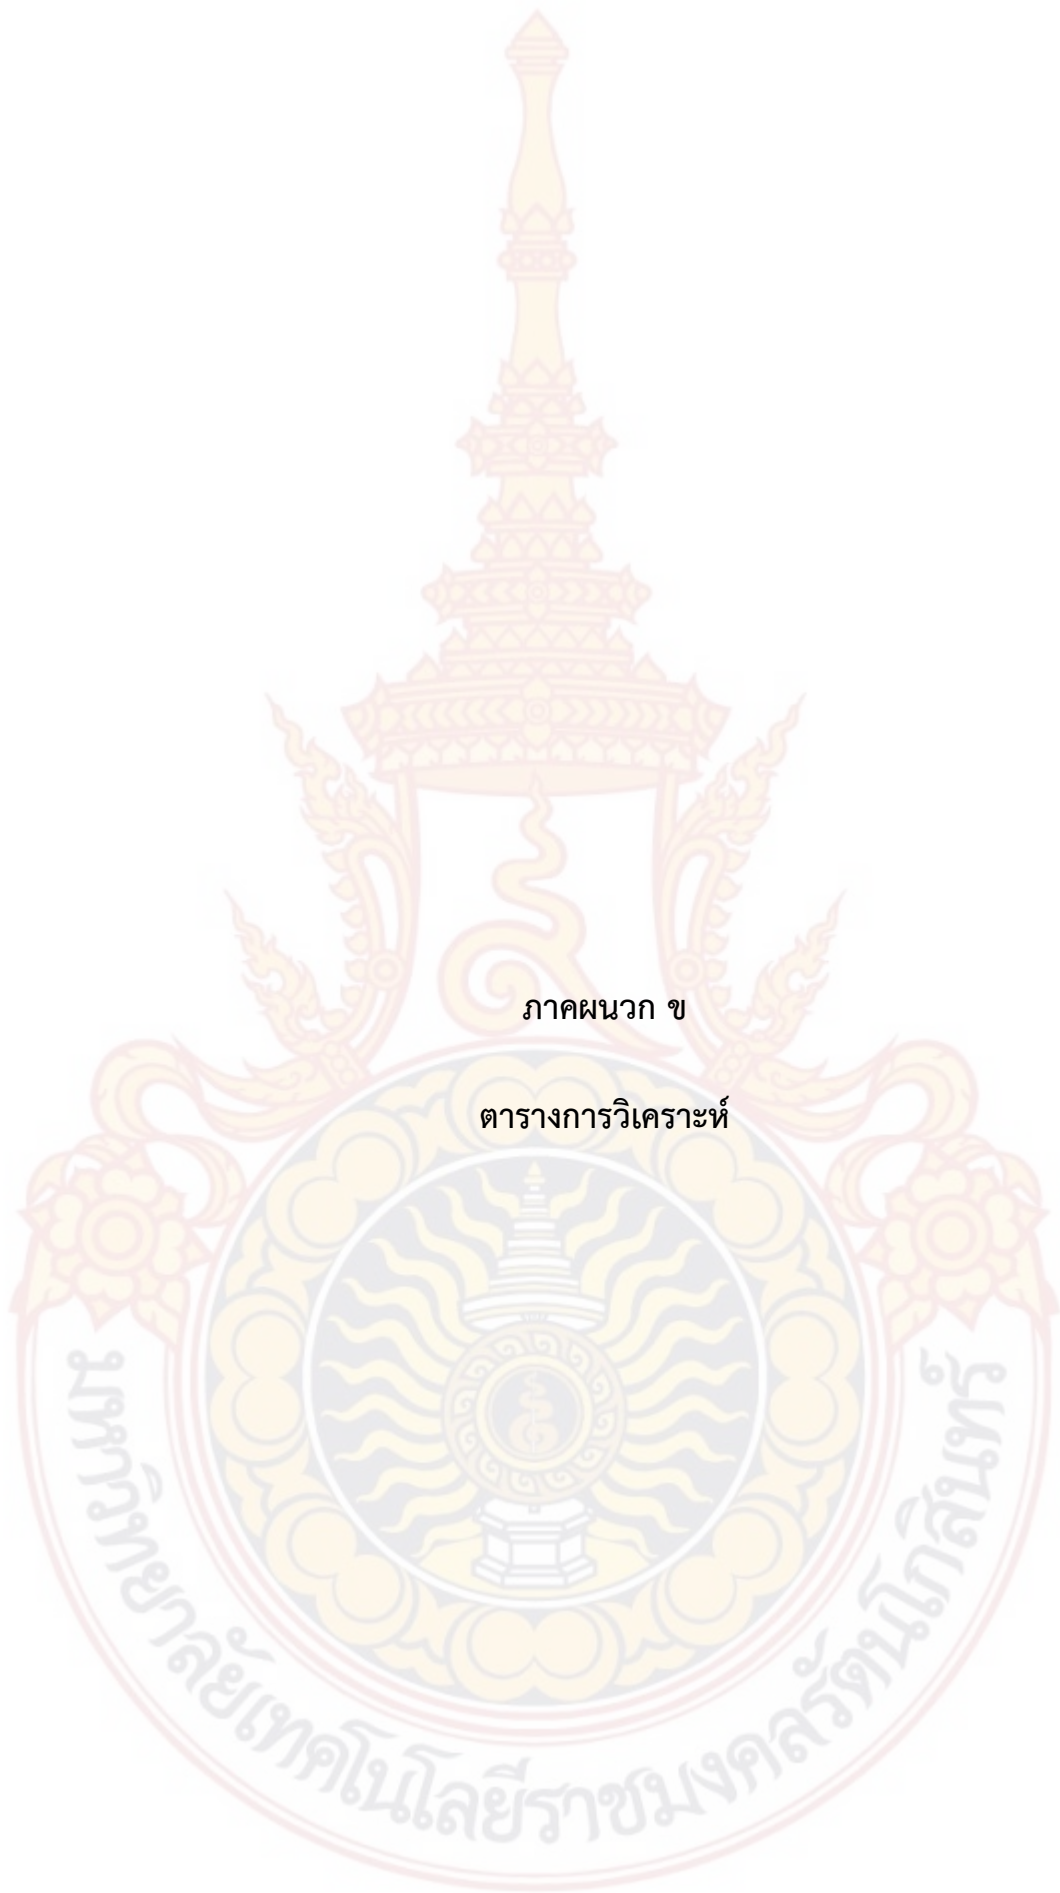 ภาคผนวก ข
ตารางการวิเคราะห์
มหาวิทยาลัยเทคโนโลยีราชมงคลรัตนโกสินทร์